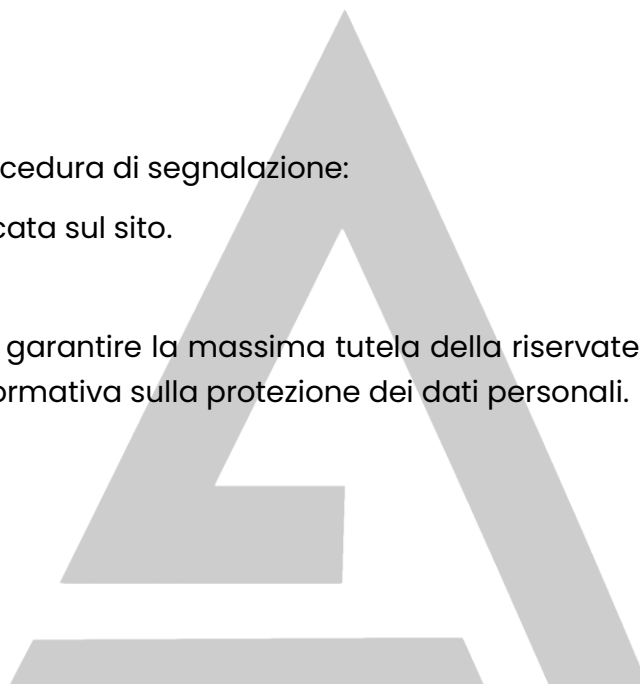 cedura di segnalazione:
cata sul sito.
garantire la massima tutela della riservate
ormativa sulla protezione dei dati personali.